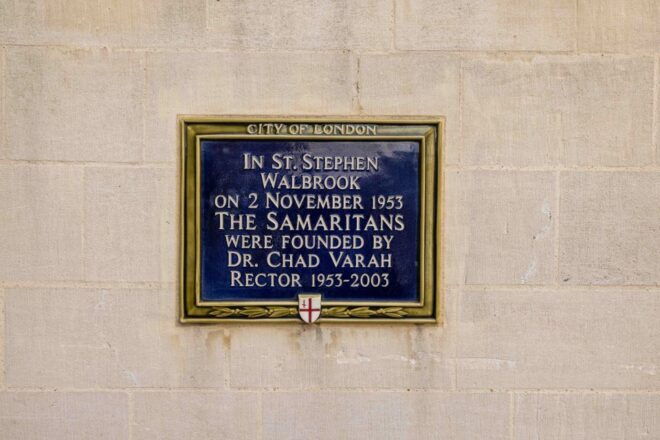 CITY OF LONDON
IN ST. STEPHEN
WALBROOK
ON 2 NOVEMBER 1953
THE SAMARITANS
WERE FOUNDED BY
DR. CHAD VARAH
RECTOR 1953-2003